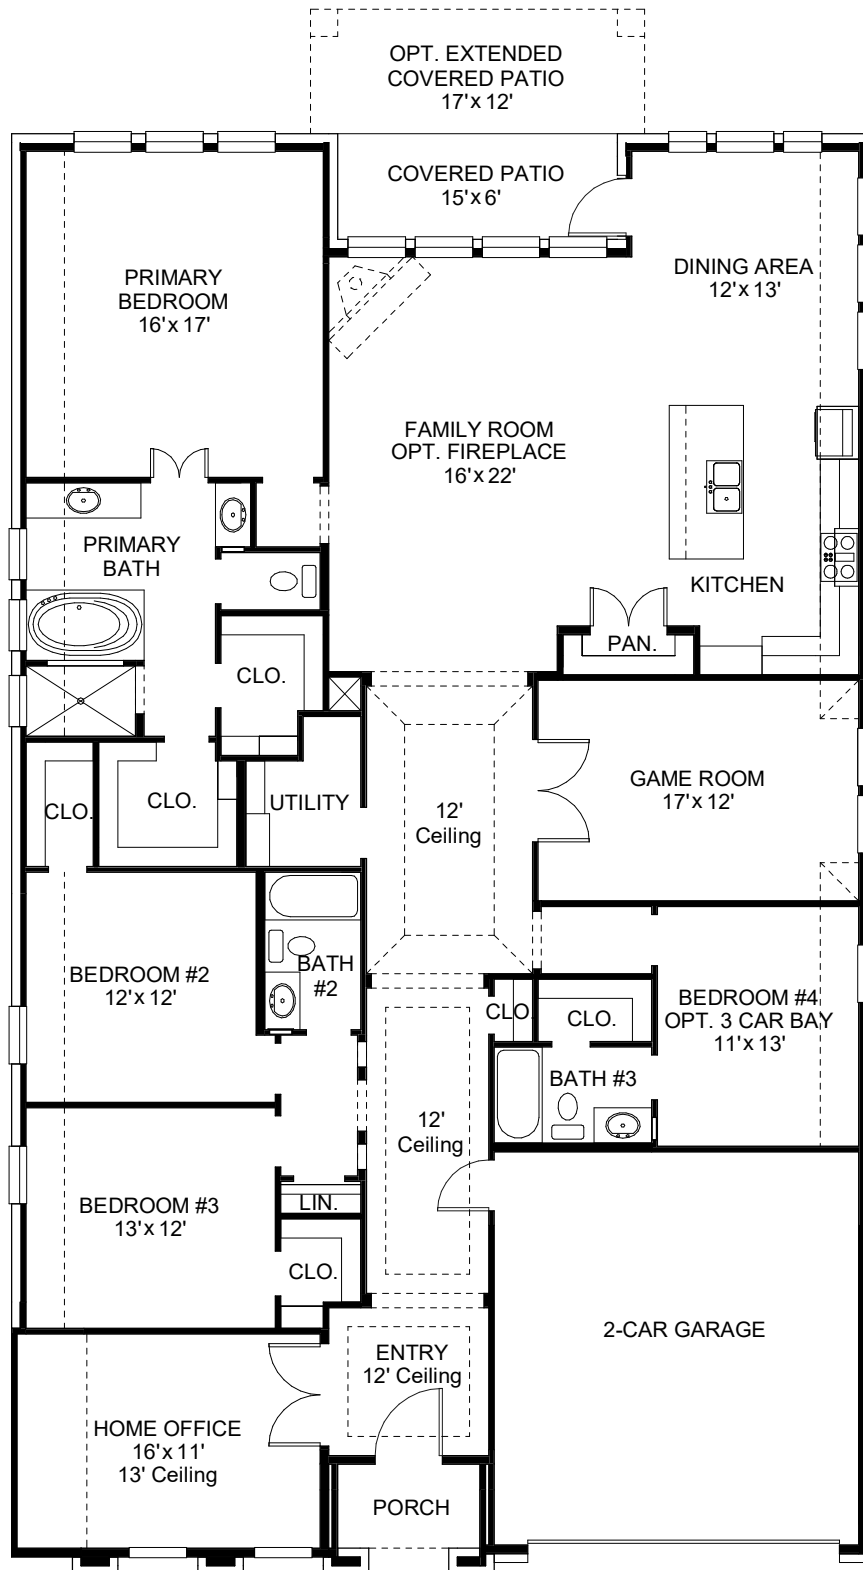 OPT. EXTENDED
COVERED PATIO
17'x 12'
COVERED PATIO
15'x 6'
PRIMARY
BEDROOM
16'x 17'
DINING AREA
12'x 13'
FAMILY ROOM
OPT. FIREPLACE
16'x 22'
PRIMARY
BATH
KITCHEN
PAN.
CLO.
UTILITY
CLO.
CLO.
12'
Ceiling
GAME ROOM
17'x 12'
BEDROOM #2
12'x 12'
BATH
#2
CLO.
CLO.
BEDROOM #4
OPT. 3 CAR BAY
11'x 13'
BATH #3
12'
Ceiling
BEDROOM #3
13'x 12'
LIN.
CLO.
2-CAR GARAGE
ENTRY
12' Ceiling
HOME OFFICE
16'x 11'
13' Ceiling
PORCH